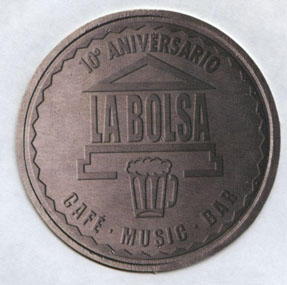 10º ANIVERSARIO
LA BOLSA
CAFÉ · MUSIC · BAR